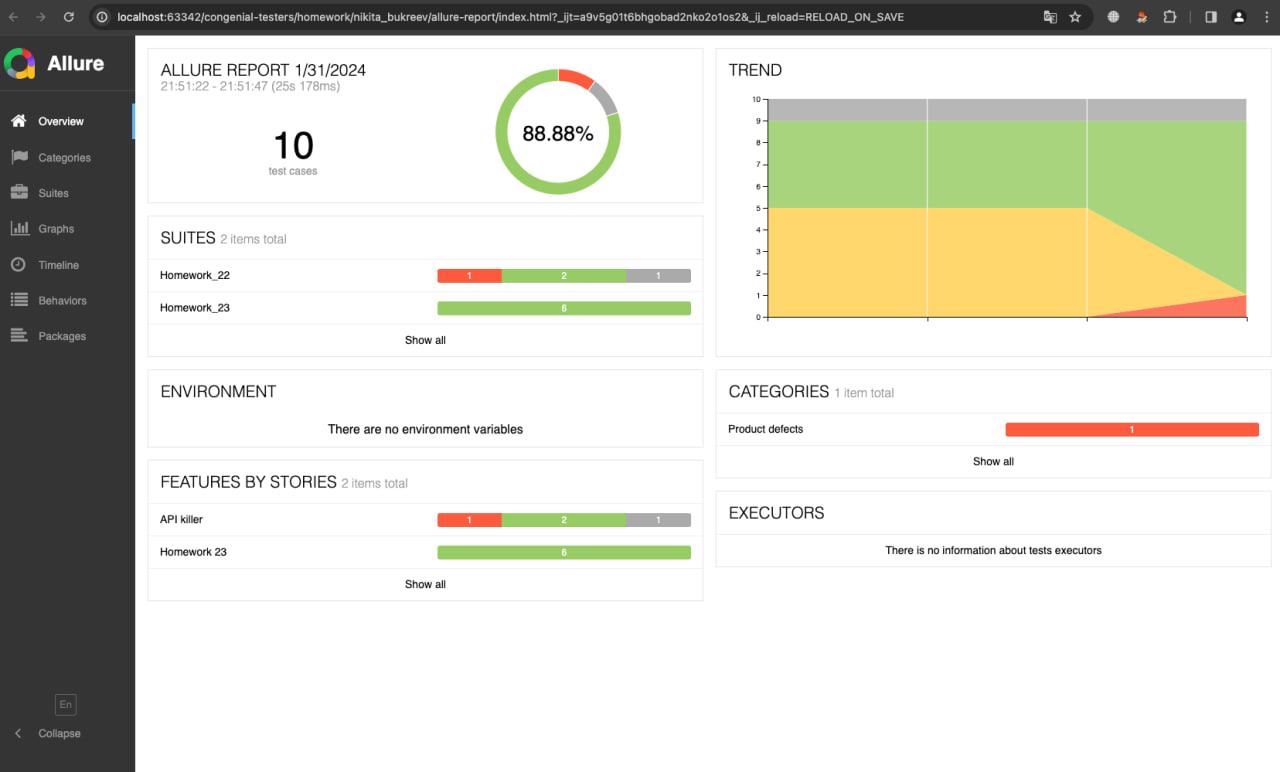 localhost:63342/congenial-testers/homework/nikita_bukreev/allure-report/index.html?_ijt=a9v5g01t6bhgobad2nko2o1os2&_ij_reload=RELOAD_ON_SAVE
Allure
Overview
Categories
Suites
Graphs
Timeline
Behaviors
Packages
En
Collapse
ALLURE REPORT 1/31/2024
21:51:22 - 21:51:47 (25s 178ms)
10
test cases
88.88%
SUITES 2 items total
Homework_22 1 2 1
Homework_23 6
Show all
ENVIRONMENT
There are no environment variables
FEATURES BY STORIES 2 items total
API killer 1 2 1
Homework 23 6
Show all
TREND
10
9
8
7
6
5
4
3
2
1
0
CATEGORIES 1 item total
Product defects 1
Show all
EXECUTORS
There is no information about tests executors